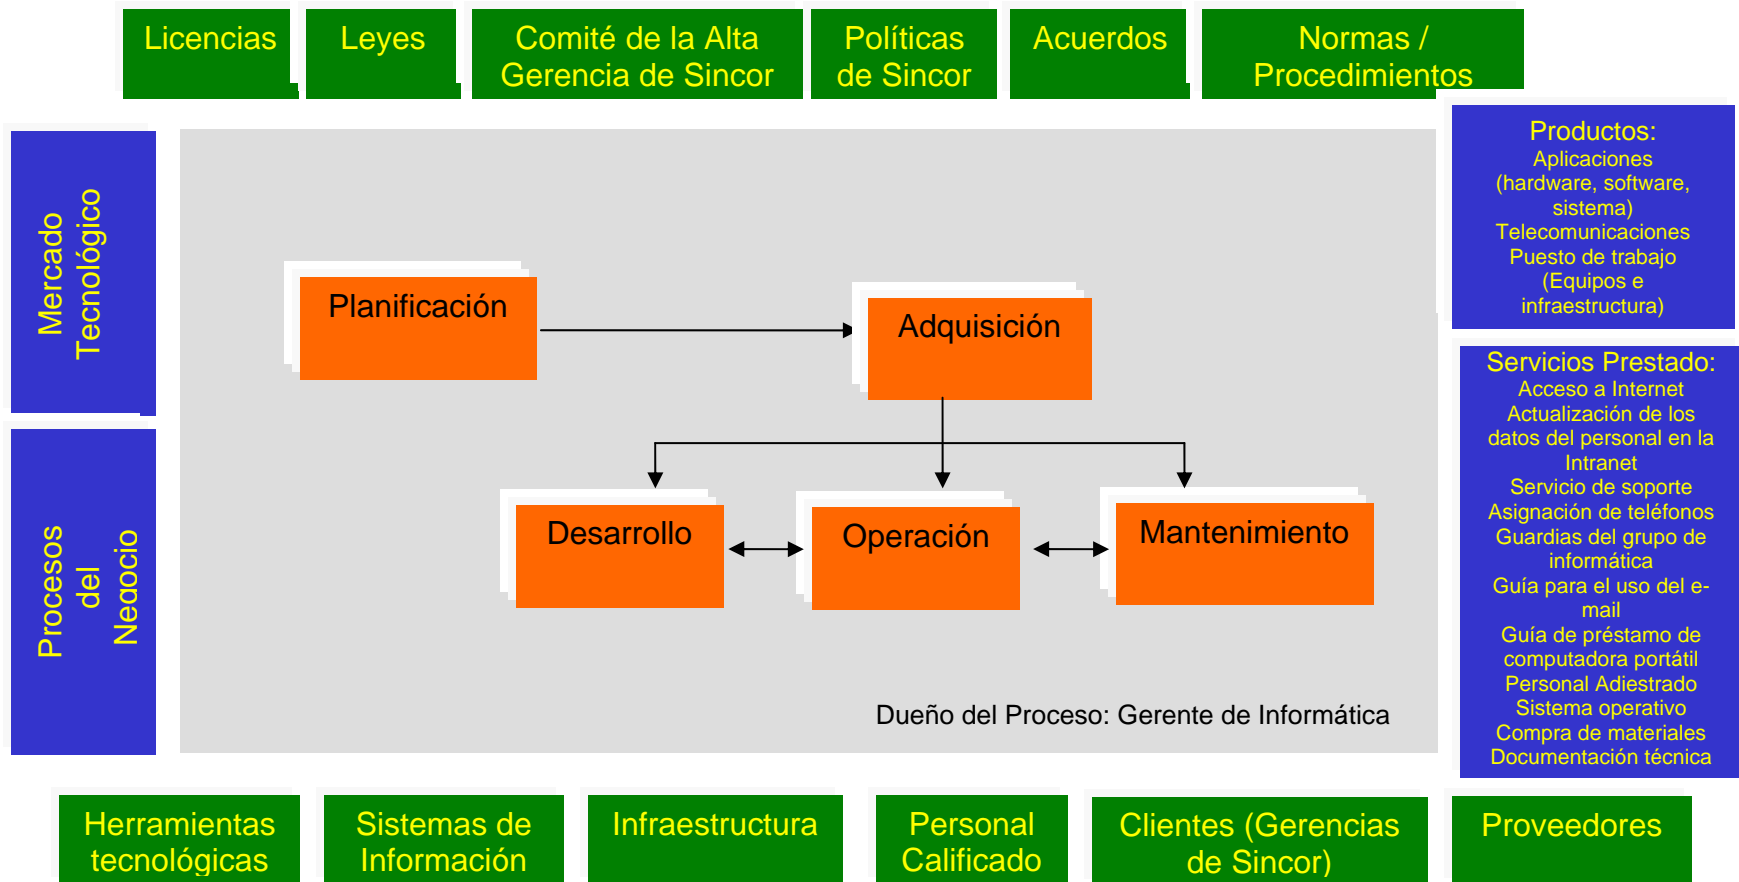 Licencias
Leyes
Comité de la Alta
Gerencia de Sincor
Políticas
de Sincor
Acuerdos
Normas /
Procedimientos
Mercado
Tecnológico
Procesos
del
Negocio
Planificación
Adquisición
Desarrollo
Operación
Mantenimiento
Dueño del Proceso: Gerente de Informática
Productos:
Aplicaciones
(hardware, software,
sistema)
Telecomunicaciones
Puesto de trabajo
(Equipos e
infraestructura)
Servicios Prestado:
Acceso a Internet
Actualización de los
datos del personal en la
Intranet
Servicio de soporte
Asignación de teléfonos
Guardias del grupo de
informática
Guía para el uso del e-
mail
Guía de préstamo de
computadora portátil
Personal Adiestrado
Sistema operativo
Compra de materiales
Documentación técnica
Herramientas
tecnológicas
Sistemas de
Información
Infraestructura
Personal
Calificado
Clientes (Gerencias
de Sincor)
Proveedores